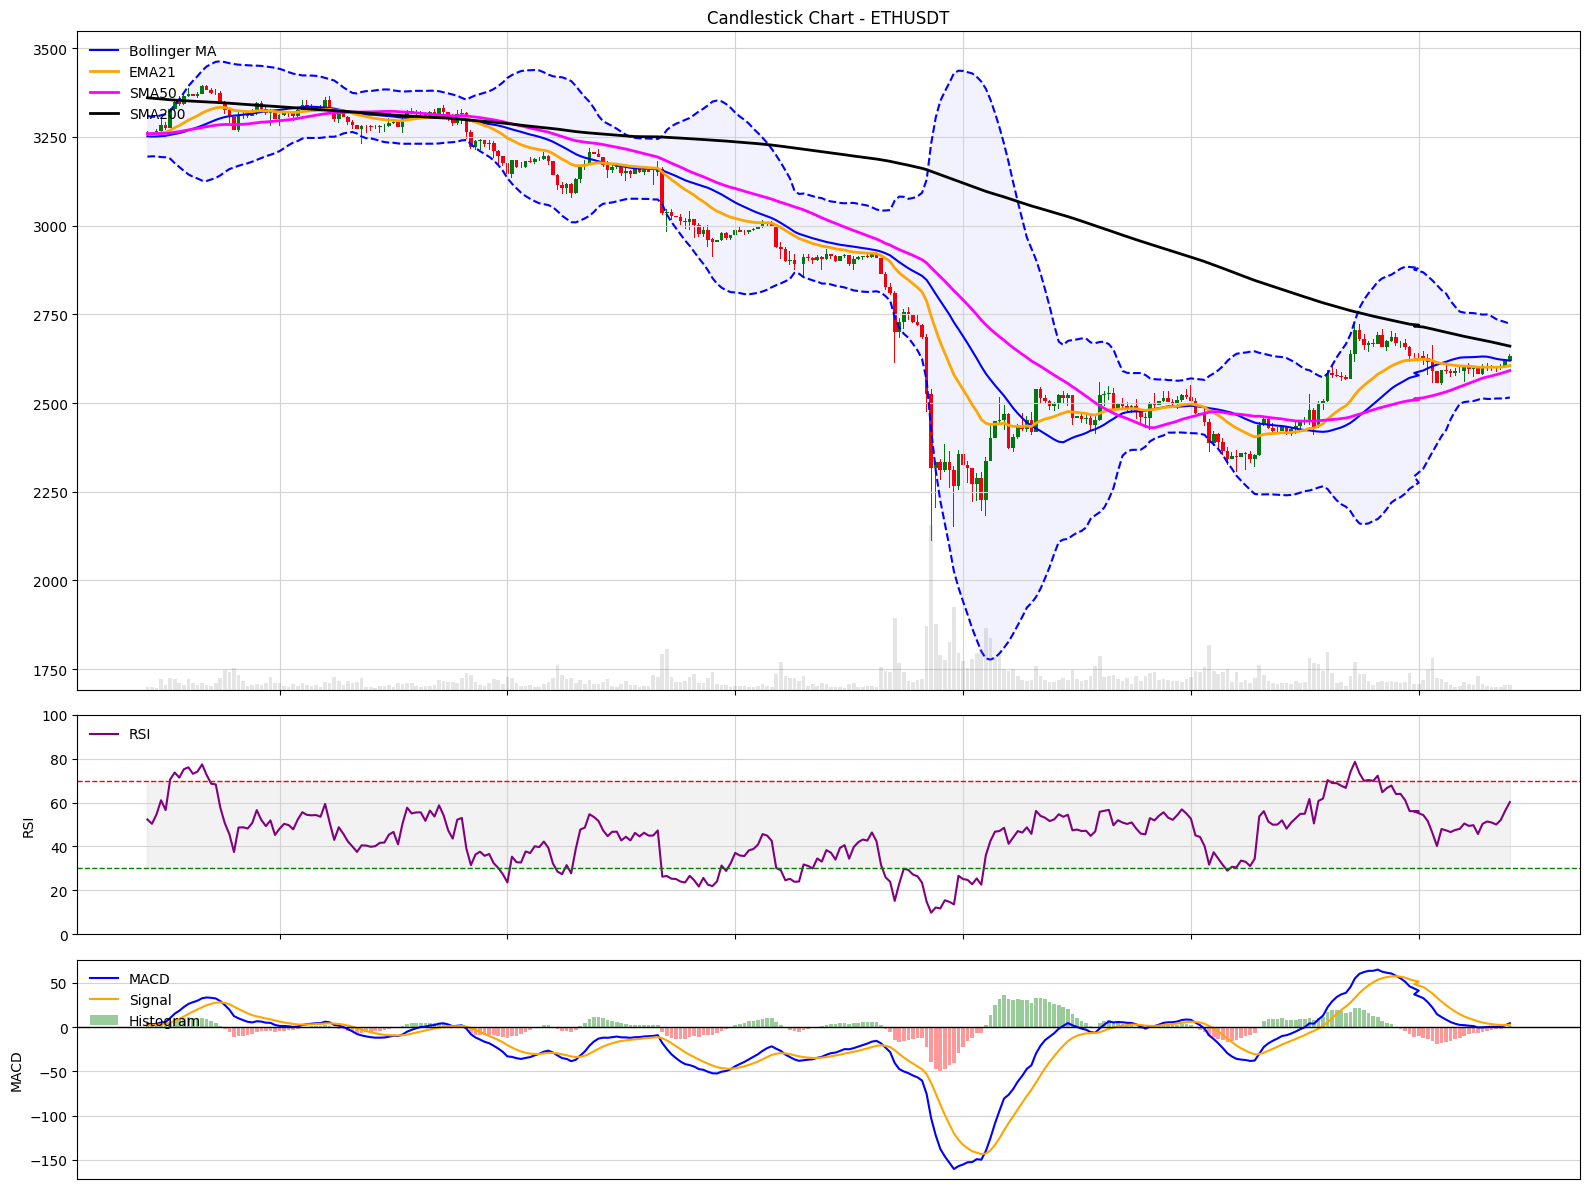 Candlestick Chart - ETHUSDT
Bollinger MA
EMA21
SMA50
SMA200
3500
3250
3000
2750
2500
2250
2000
1750
RSI
RSI
100
80
60
40
20
0
MACD
Signal
Histogram
MACD
50
0
−50
−100
−150